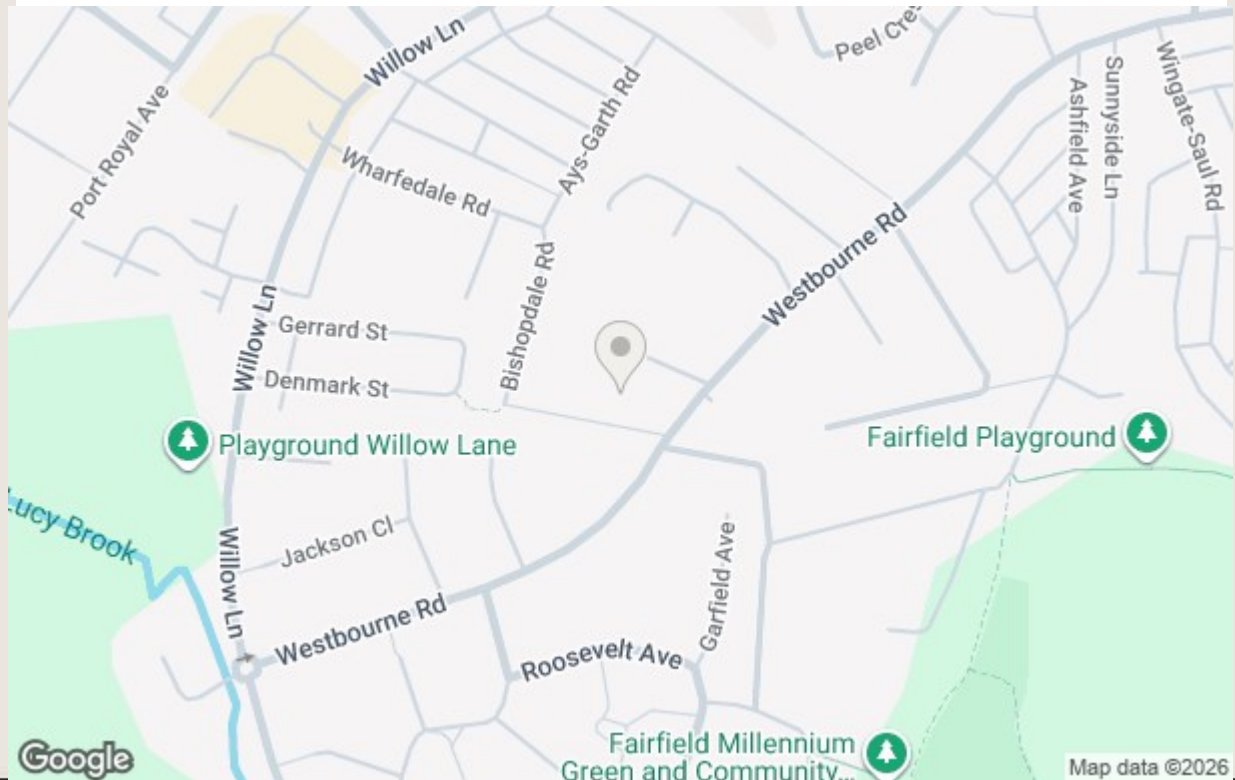 Willow Ln
Peel Cres
Port Royal Ave
Ays-Garth Rd
Wharfedale Rd
Ashfield Ave
Sunnyside Ln
Wingate-Saul Rd
Westbourne Rd
Bishopdale Rd
Willow Ln
Gerrard St
Denmark St
Playground Willow Lane
Fairfield Playground
Lucy Brook
Willow Ln
Jackson Cl
Garfield Ave
Westbourne Rd
Roosevelt Ave
Fairfield Millennium
Green and Community...
Google
Map data ©2026